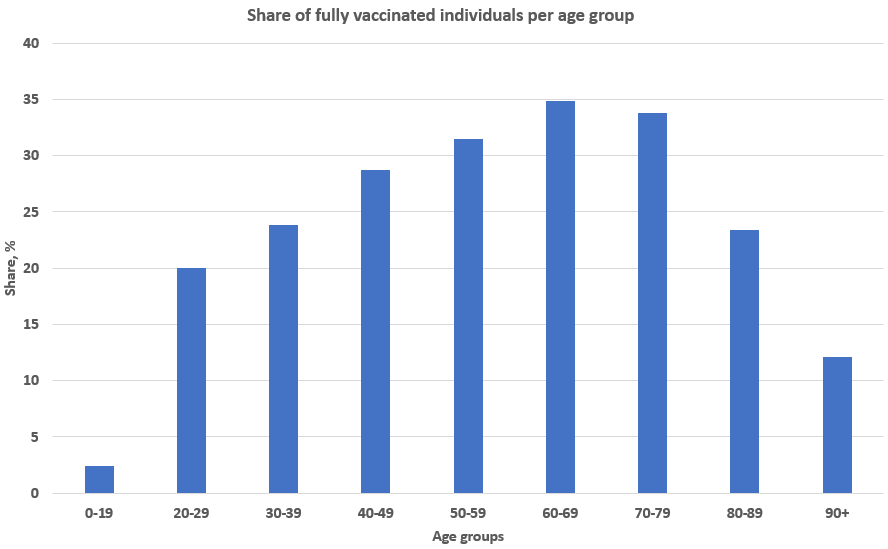 Share of fully vaccinated individuals per age group
40
35
30
25
20
15
10
5
0
Share, %
0-19 20-29 30-39 40-49 50-59 60-69 70-79 80-89 90+
Age groups